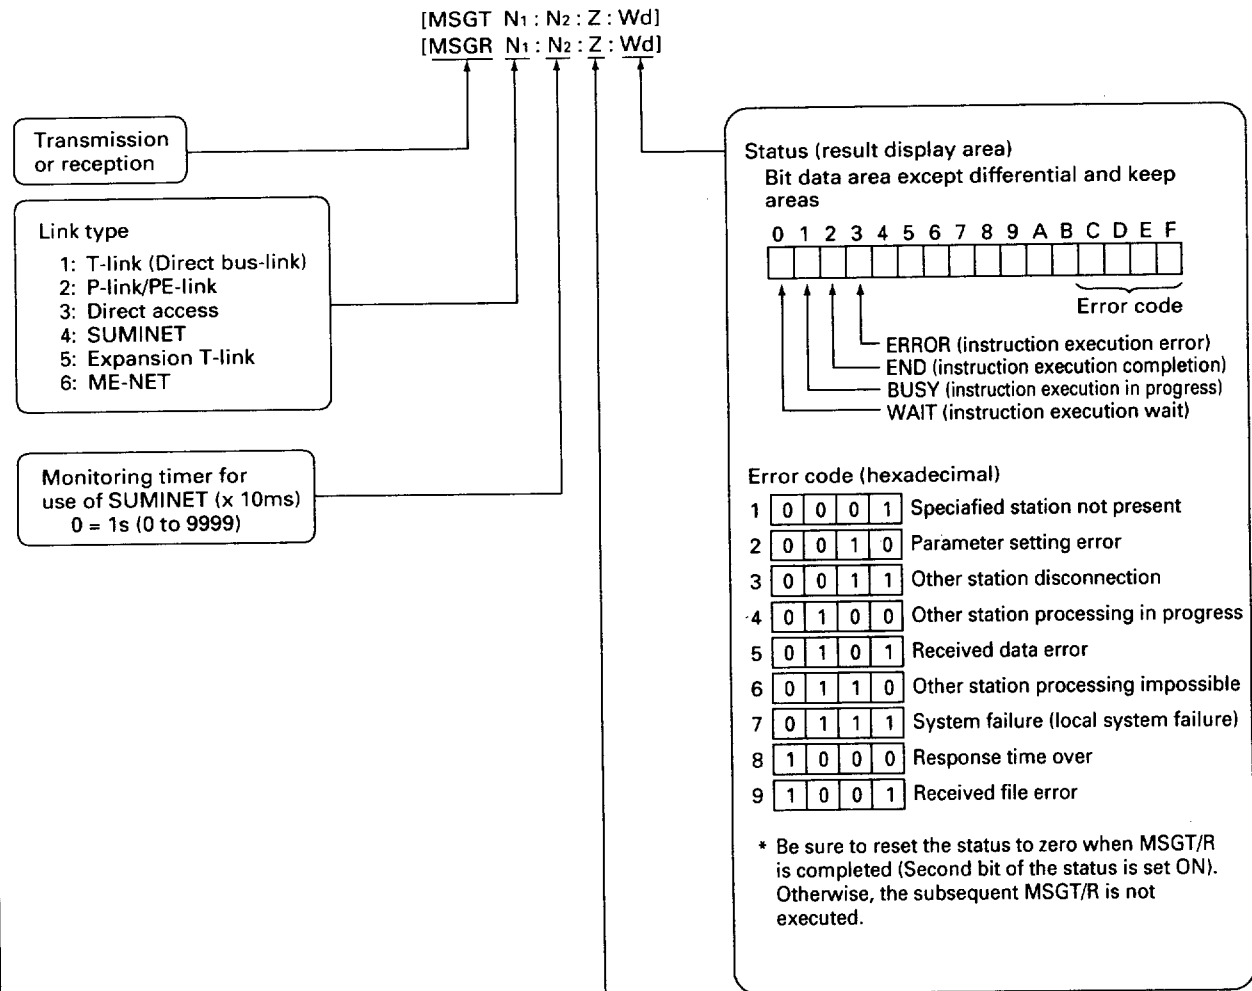 [MSGT N1 : N2 : Z : Wd]
[MSGR N1 : N2 : Z : Wd]
Transmission
or reception
Link type
1: T-link (Direct bus-link)
2: P-link/PE-link
3: Direct access
4: SUMINET
5: Expansion T-link
6: ME-NET
Monitoring timer for
use of SUMINET (x 10ms)
0 = 1s (0 to 9999)
Status (result display area)
Bit data area except differential and keep
areas
0 1 2 3 4 5 6 7 8 9 A B C D E F
Error code
ERROR (instruction execution error)
END (instruction execution completion)
BUSY (instruction execution in progress)
WAIT (instruction execution wait)
Error code (hexadecimal)
1 0 0 0 1 Speciafied station not present
2 0 0 1 0 Parameter setting error
3 0 0 1 1 Other station disconnection
4 0 1 0 0 Other station processing in progress
5 0 1 0 1 Received data error
6 0 1 1 0 Other station processing impossible
7 0 1 1 1 System failure (local system failure)
8 1 0 0 0 Response time over
9 1 0 0 1 Received file error
* Be sure to reset the status to zero when MSGT/R
is completed (Second bit of the status is set ON).
Otherwise, the subsequent MSGT/R is not
executed.